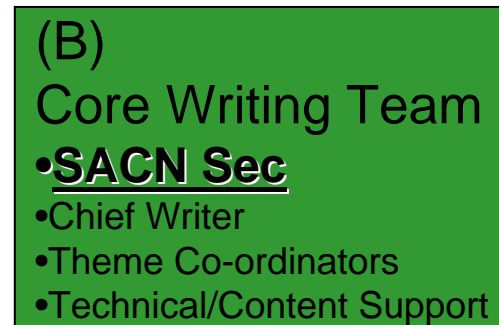 (B)
Core Writing Team
•SACN Sec
•Chief Writer
•Theme Co-ordinators
•Technical/Content Support